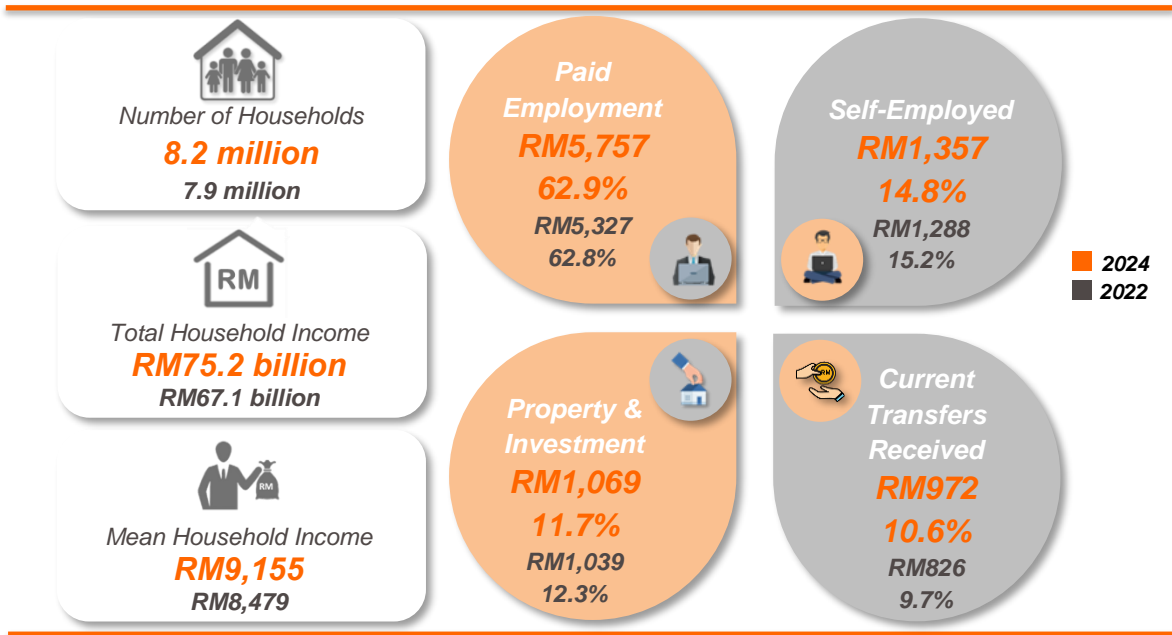 Number of Households
8.2 million
7.9 million
RM
Total Household Income
RM75.2 billion
RM67.1 billion
RM
Mean Household Income
RM9,155
RM8,479
Paid
Employment
RM5,757
62.9%
RM5,327
62.8%
Self-Employed
RM1,357
14.8%
RM1,288
15.2%
Property &
Investment
RM1,069
11.7%
RM1,039
12.3%
RM
Current
Transfers
Received
RM972
10.6%
RM826
9.7%
2024
2022